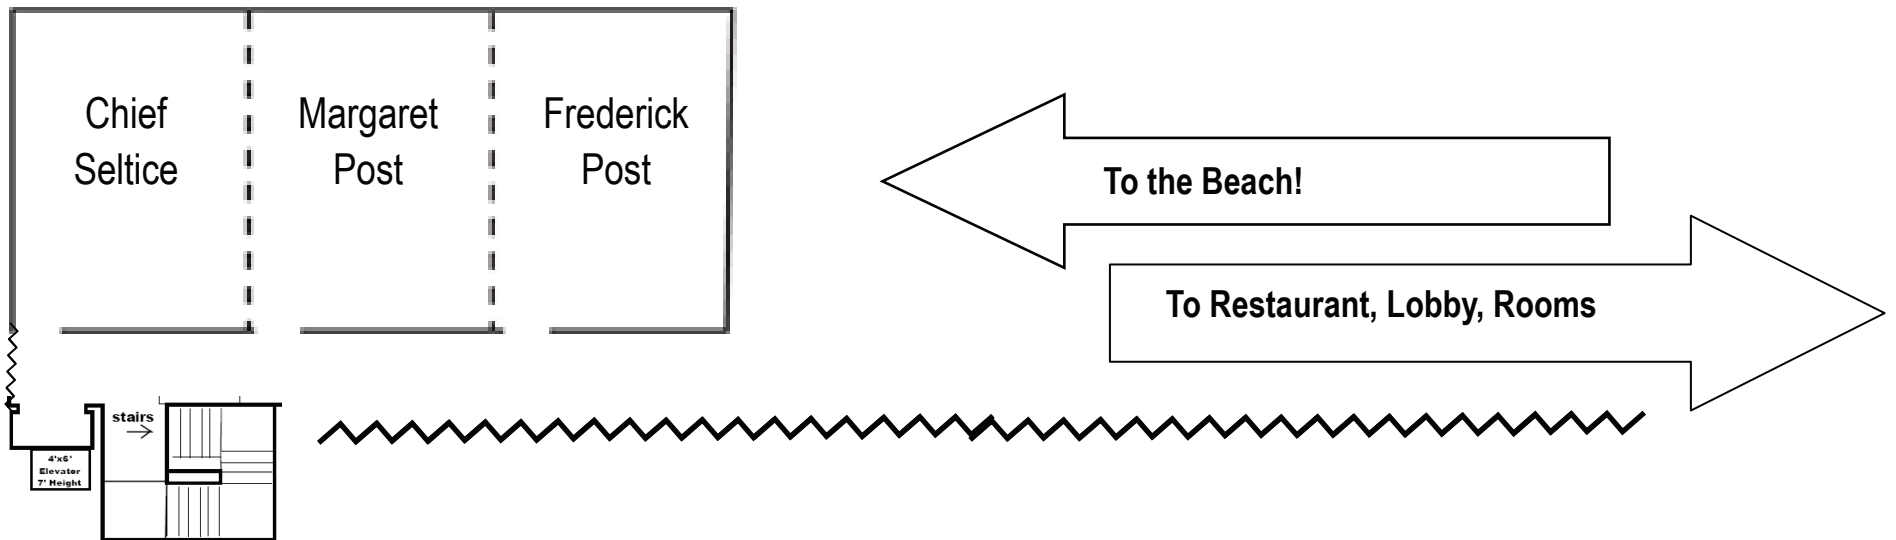 Chief
Seltice
Margaret
Post
Frederick
Post
To the Beach!
To Restaurant, Lobby, Rooms
stairs
4'x6'
Elevator
7' Height